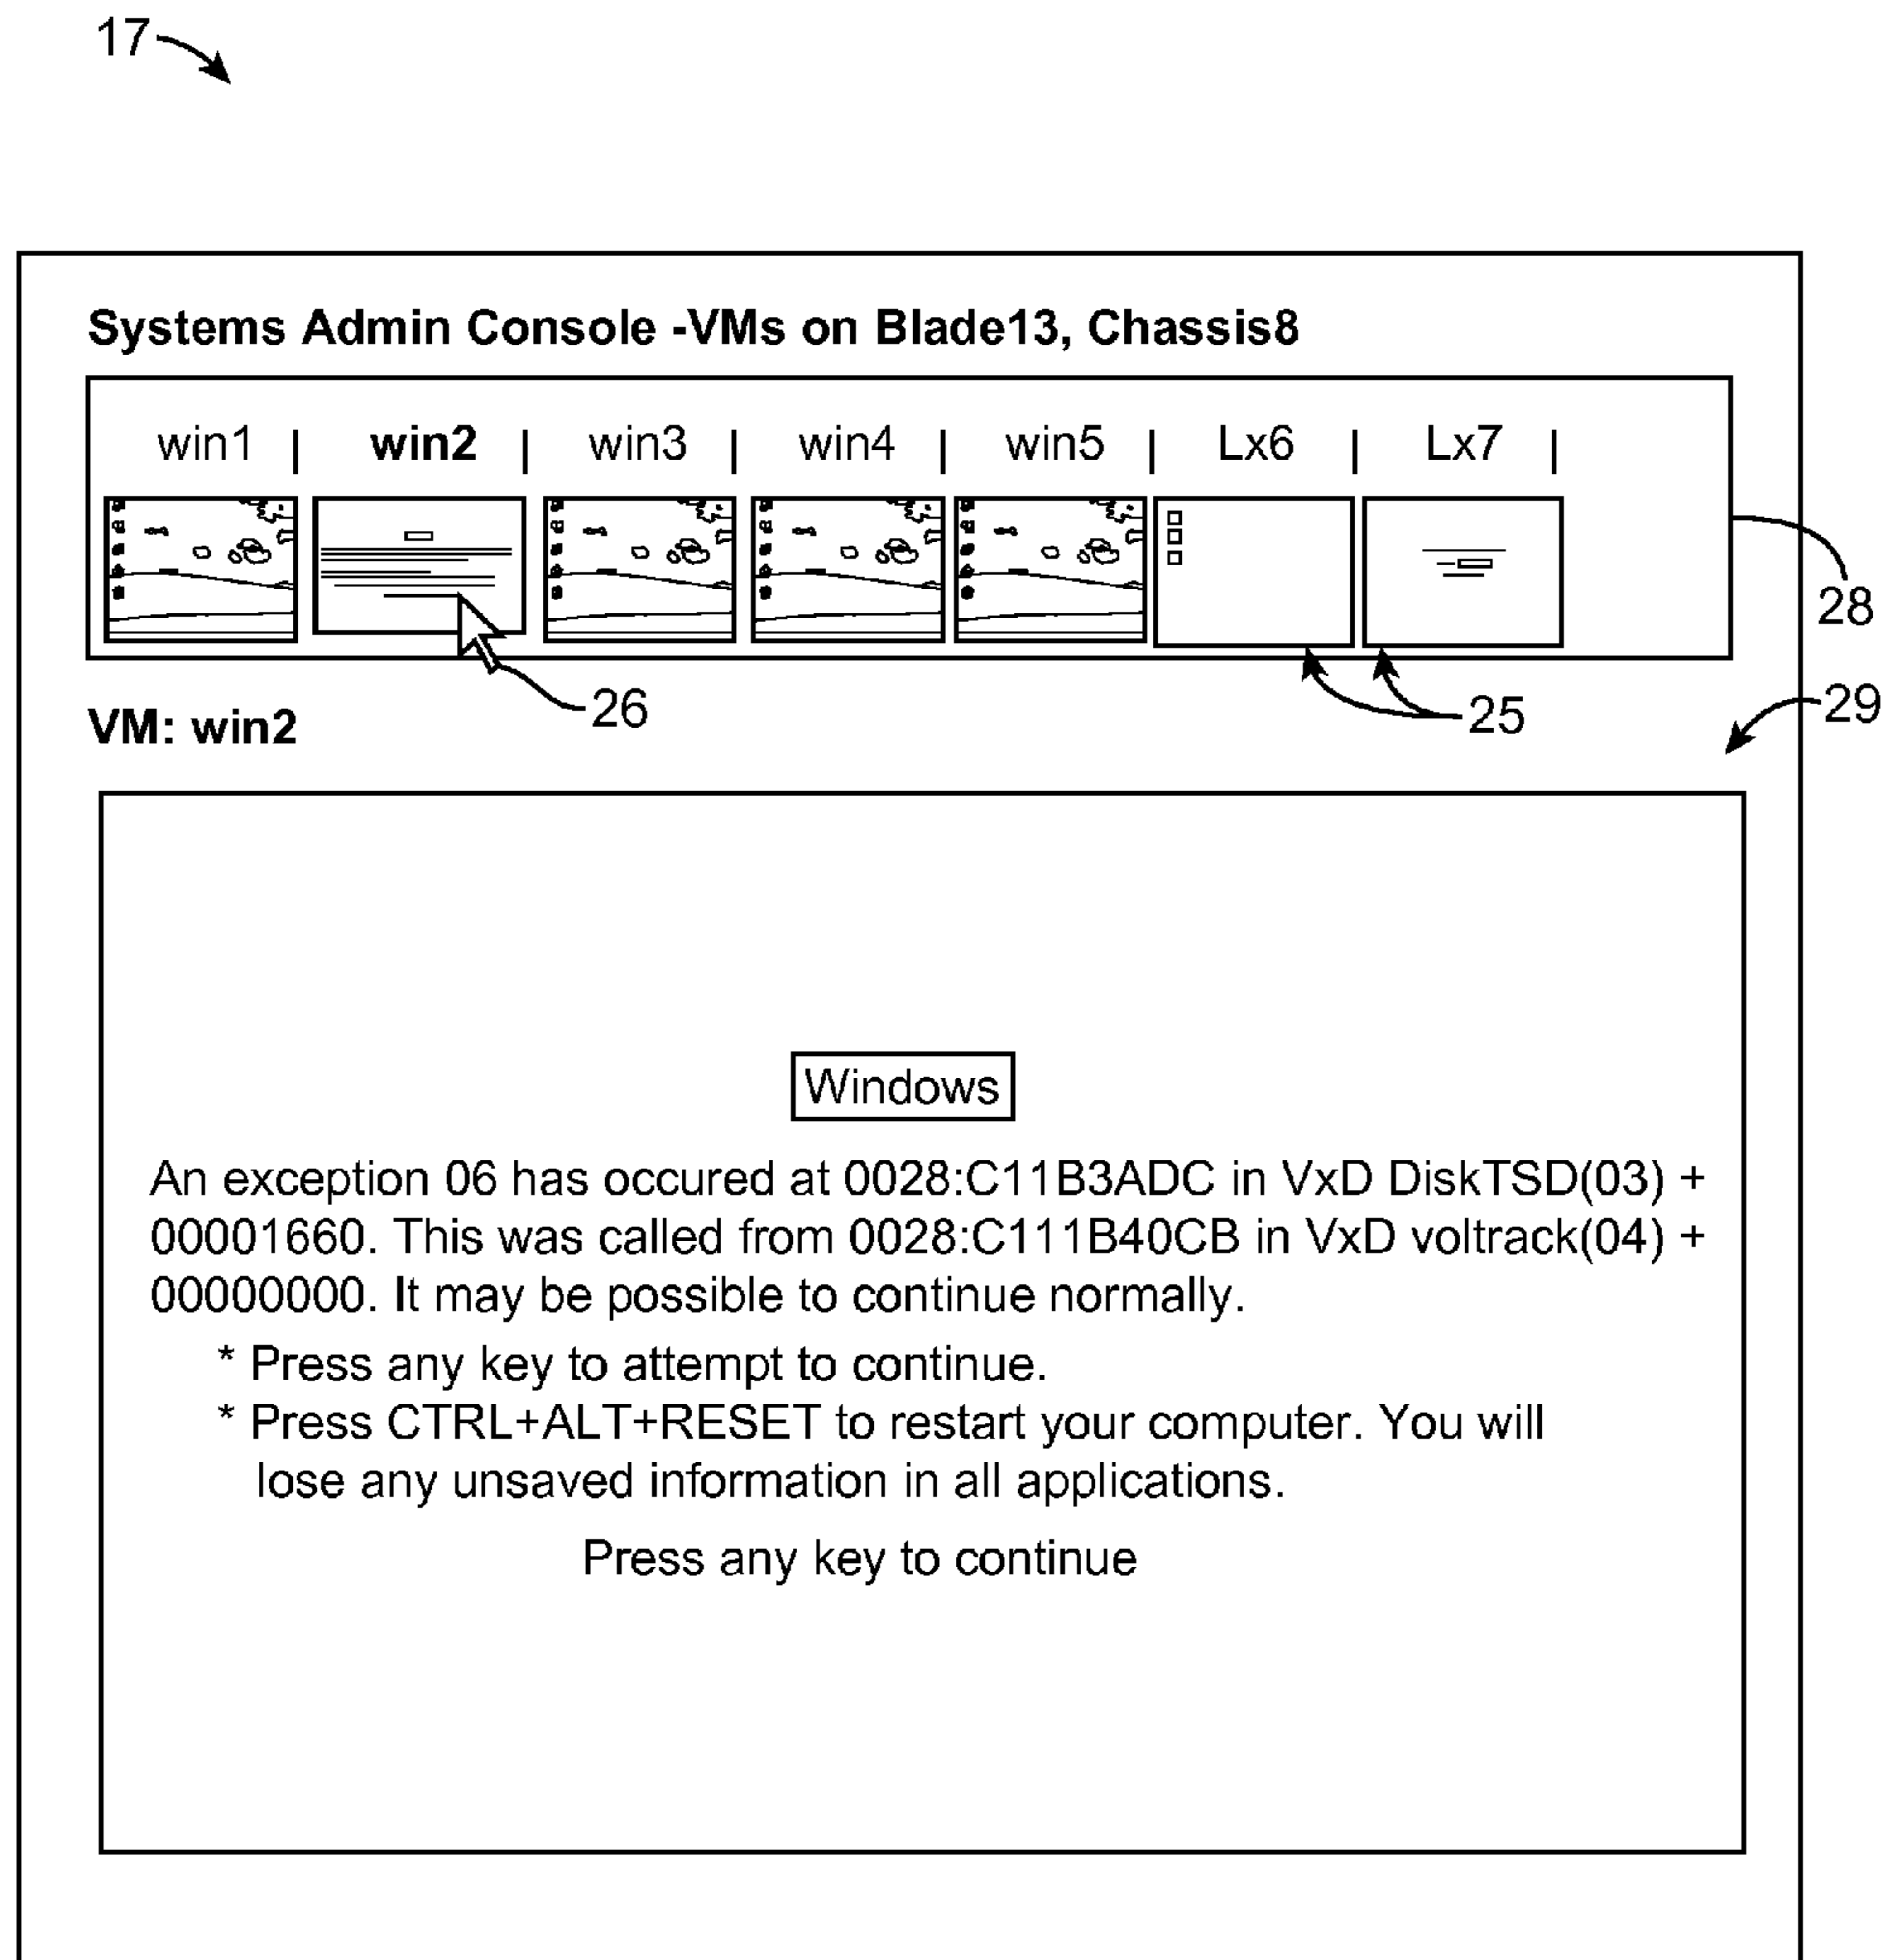 17
Systems Admin Console -VMs on Blade13, Chassis8
win1 | win2 | win3 | win4 | win5 | Lx6 | Lx7 |
28
26
25
29
VM: win2
Windows
An exception 06 has occured at 0028:C11B3ADC in VxD DiskTSD(03) +
00001660. This was called from 0028:C111B40CB in VxD voltrack(04) +
00000000. It may be possible to continue normally.
* Press any key to attempt to continue.
* Press CTRL+ALT+RESET to restart your computer. You will
lose any unsaved information in all applications.
Press any key to continue